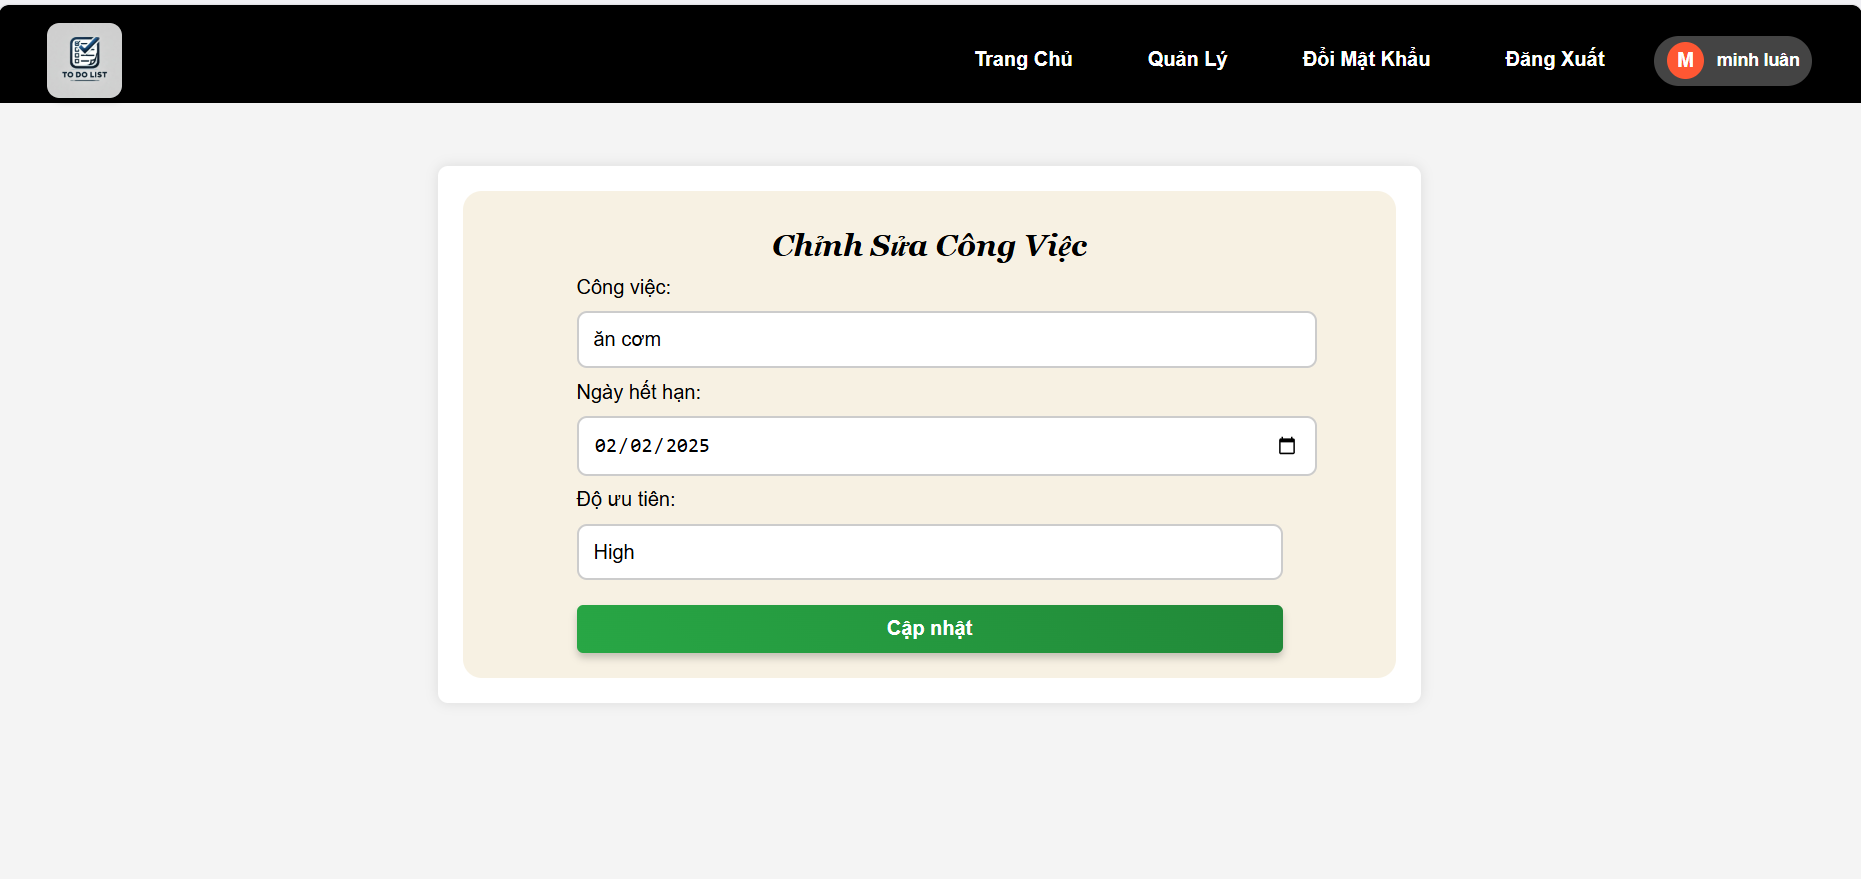 TO DO LIST
Trang Chủ Quản Lý Đổi Mật Khẩu Đăng Xuất M minh luân
Chỉnh Sửa Công Việc
Công việc:
ăn cơm
Ngày hết hạn:
02/02/2025
Độ ưu tiên:
High
Cập nhật